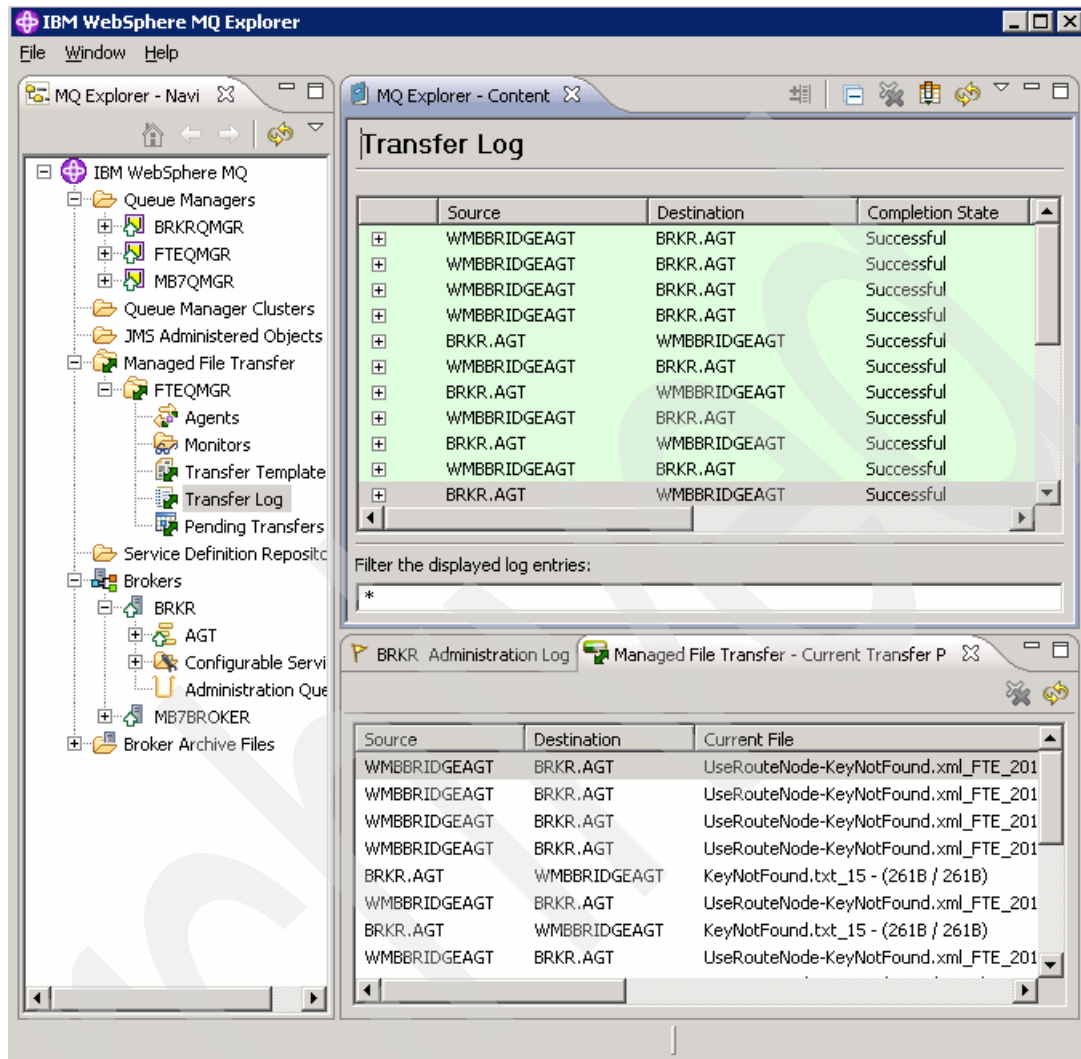 IBM WebSphere MQ Explorer
File Window Help
MQ Explorer - Navi
IBM WebSphere MQ
Queue Managers
BRKRQMGR
FTEQMGR
MB7QMGR
Queue Manager Clusters
JMS Administered Objects
Managed File Transfer
FTEQMGR
Agents
Monitors
Transfer Template
Transfer Log
Pending Transfers
Service Definition Reposito
Brokers
BRKR
AGT
Configurable Servi
Administration Que
MB7BROKER
Broker Archive Files
MQ Explorer - Content
Transfer Log
Source Destination Completion State
WMBBRIDGEAGT BRKR.AGT Successful
WMBBRIDGEAGT BRKR.AGT Successful
WMBBRIDGEAGT BRKR.AGT Successful
WMBBRIDGEAGT BRKR.AGT Successful
BRKR.AGT WMBBRIDGEAGT Successful
WMBBRIDGEAGT BRKR.AGT Successful
BRKR.AGT WMBBRIDGEAGT Successful
WMBBRIDGEAGT BRKR.AGT Successful
BRKR.AGT WMBBRIDGEAGT Successful
WMBBRIDGEAGT BRKR.AGT Successful
BRKR.AGT WMBBRIDGEAGT Successful
Filter the displayed log entries:
*
BRKR Administration Log Managed File Transfer - Current Transfer P
Source Destination Current File
WMBBRIDGEAGT BRKR.AGT UseRouteNode-KeyNotFound.xml_FTE_201
WMBBRIDGEAGT BRKR.AGT UseRouteNode-KeyNotFound.xml_FTE_201
WMBBRIDGEAGT BRKR.AGT UseRouteNode-KeyNotFound.xml_FTE_201
WMBBRIDGEAGT BRKR.AGT UseRouteNode-KeyNotFound.xml_FTE_201
BRKR.AGT WMBBRIDGEAGT KeyNotFound.txt_15 - (261B / 261B)
WMBBRIDGEAGT BRKR.AGT UseRouteNode-KeyNotFound.xml_FTE_201
BRKR.AGT WMBBRIDGEAGT KeyNotFound.txt_15 - (261B / 261B)
WMBBRIDGEAGT BRKR.AGT UseRouteNode-KeyNotFound.xml_FTE_201